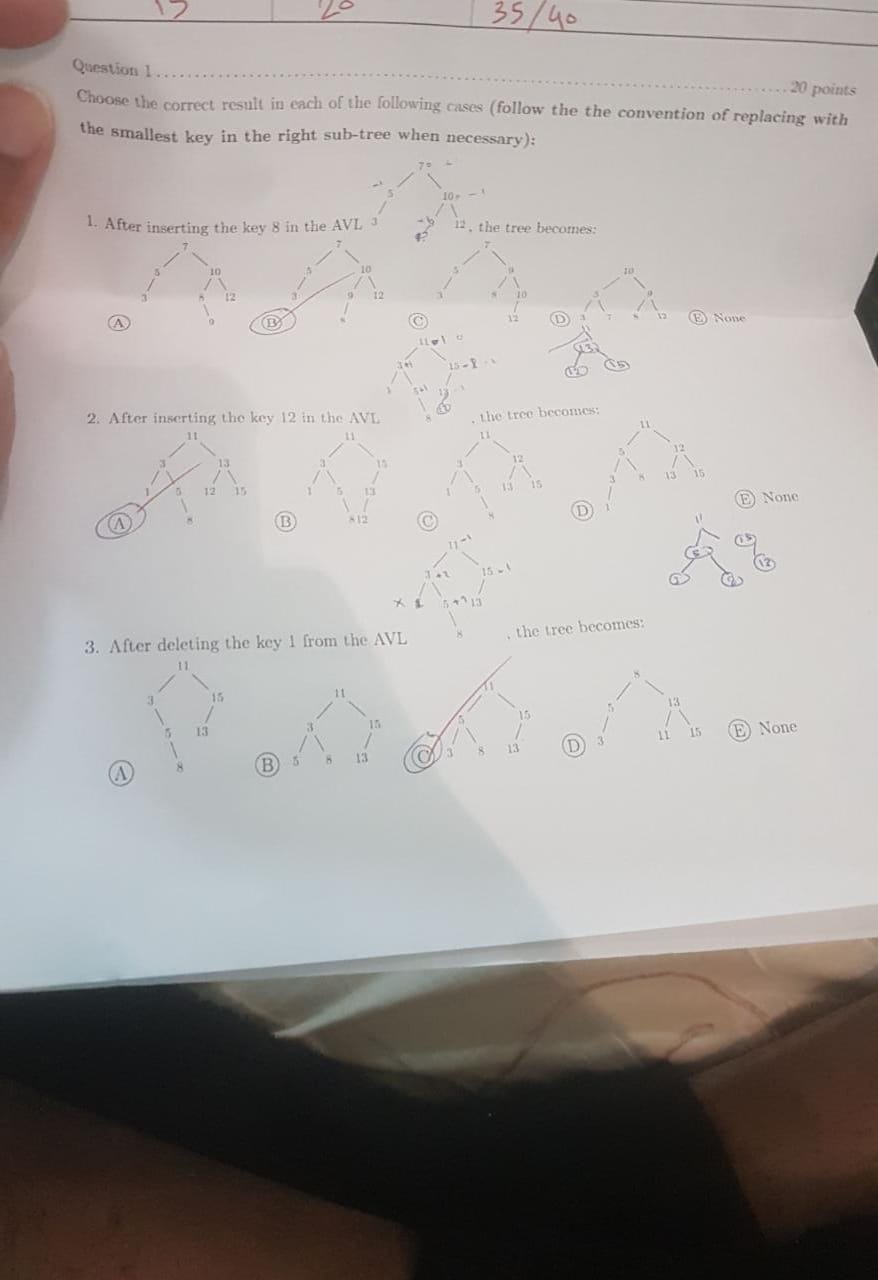 20 35/40
Question 1 ........ 20 points
Choose the correct result in each of the following cases (follow the the convention of replacing with
the smallest key in the right sub-tree when necessary):
7
5 10
1. After inserting the key 8 in the AVL 3 12 , the tree becomes:
7 7 7 10
5 10 5 10 5 9 5 9
3 8 12 3 9 12 3 8 10 3 7 8 12
9 8 12
A B C D E None
11
3 15
1 5 13
8
13
12 15
2. After inserting the key 12 in the AVL , the tree becomes:
11 11 11 11
3 13 3 15 3 12 5 12
1 5 12 15 1 5 13 1 5 13 15 3 8 13 15
8 8 12 8 1
A B C D E None
11
3 15
5 13
8
3. After deleting the key 1 from the AVL , the tree becomes:
11 11 11 8
3 15 3 15 5 15 5 13
5 13 5 8 13 3 8 13 3 11 15
8
A B C D E None